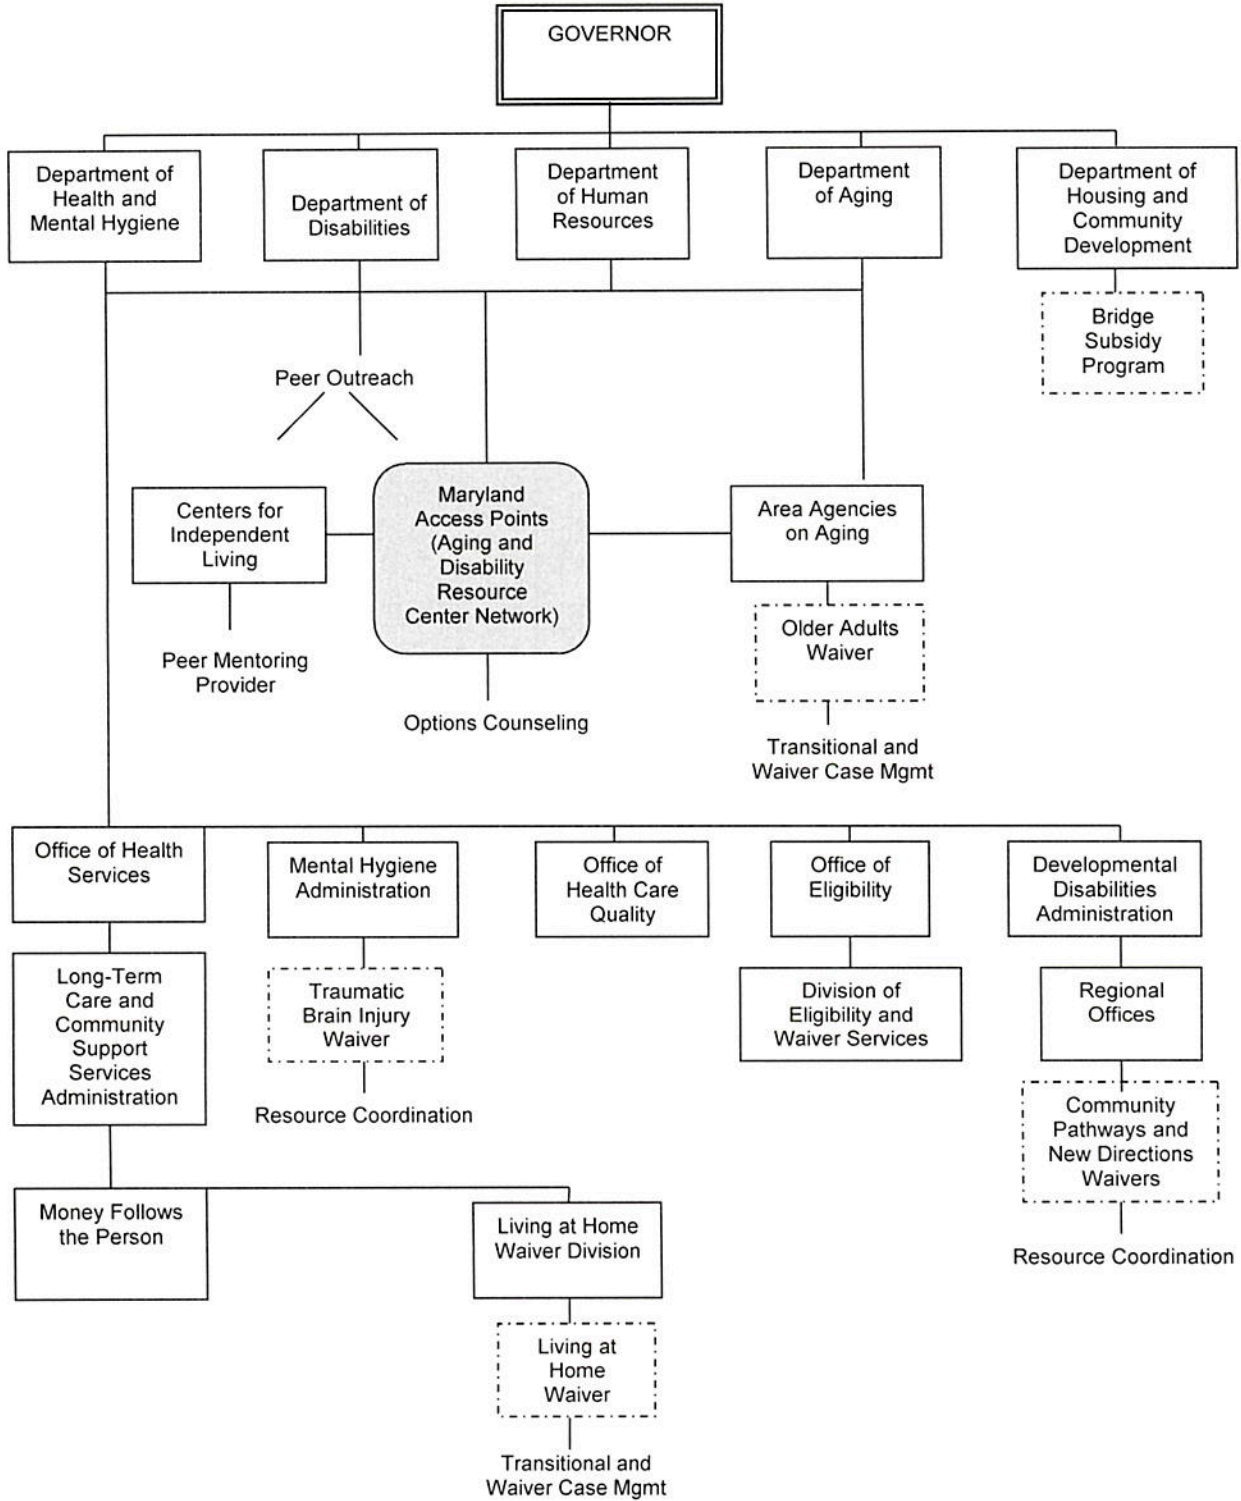 GOVERNOR
Department of
Health and
Mental Hygiene
Department of
Disabilities
Department
of Human
Resources
Department
of Aging
Department of
Housing and
Community
Development
Bridge
Subsidy
Program
Peer Outreach
Centers for
Independent
Living
Maryland
Access Points
(Aging and
Disability
Resource
Center Network)
Area Agencies
on Aging
Peer Mentoring
Provider
Options Counseling
Older Adults
Waiver
Transitional and
Waiver Case Mgmt
Office of Health
Services
Mental Hygiene
Administration
Office of
Health Care
Quality
Office of
Eligibility
Developmental
Disabilities
Administration
Long-Term
Care and
Community
Support
Services
Administration
Traumatic
Brain Injury
Waiver
Resource Coordination
Division of
Eligibility and
Waiver Services
Regional
Offices
Community
Pathways and
New Directions
Waivers
Resource Coordination
Money Follows
the Person
Living at Home
Waiver Division
Living at
Home
Waiver
Transitional and
Waiver Case Mgmt